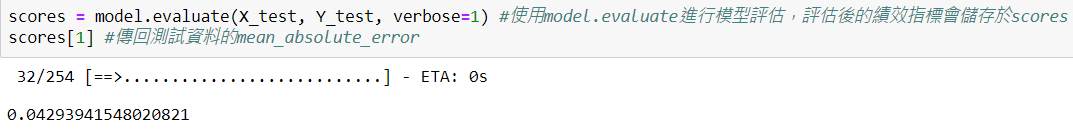 scores = model.evaluate(X_test, Y_test, verbose=1) #使用model.evaluate進行模型評估，評估後的績效指標會儲存於scores
scores[1] #傳回測試資料的mean_absolute_error
32/254 [==>...........................] - ETA: 0s
0.04293941548020821